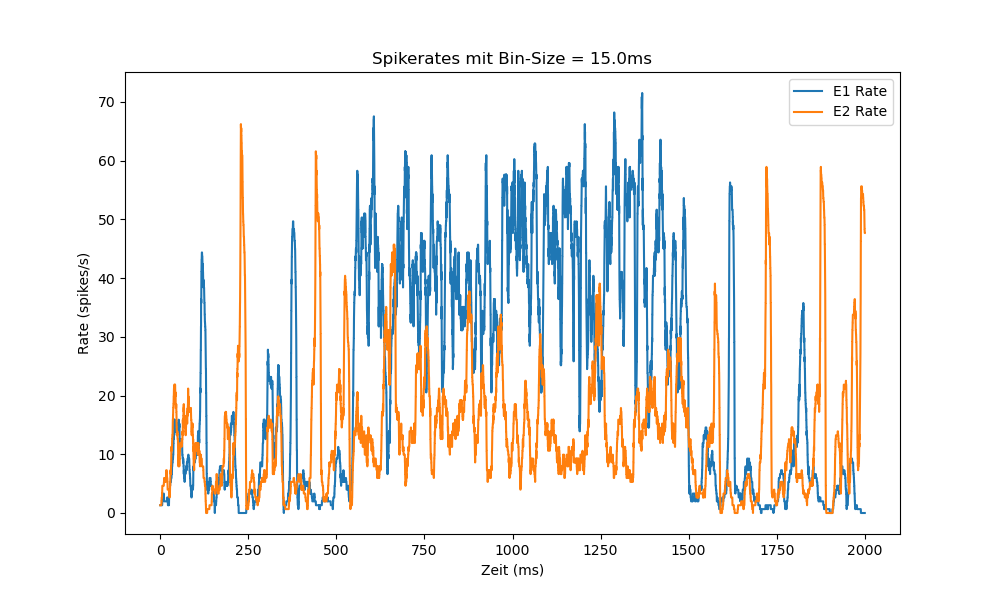 Spikerates mit Bin-Size = 15.0ms
E1 Rate
E2 Rate
Rate (spikes/s)
70
60
50
40
30
20
10
0
0 250 500 750 1000 1250 1500 1750 2000
Zeit (ms)